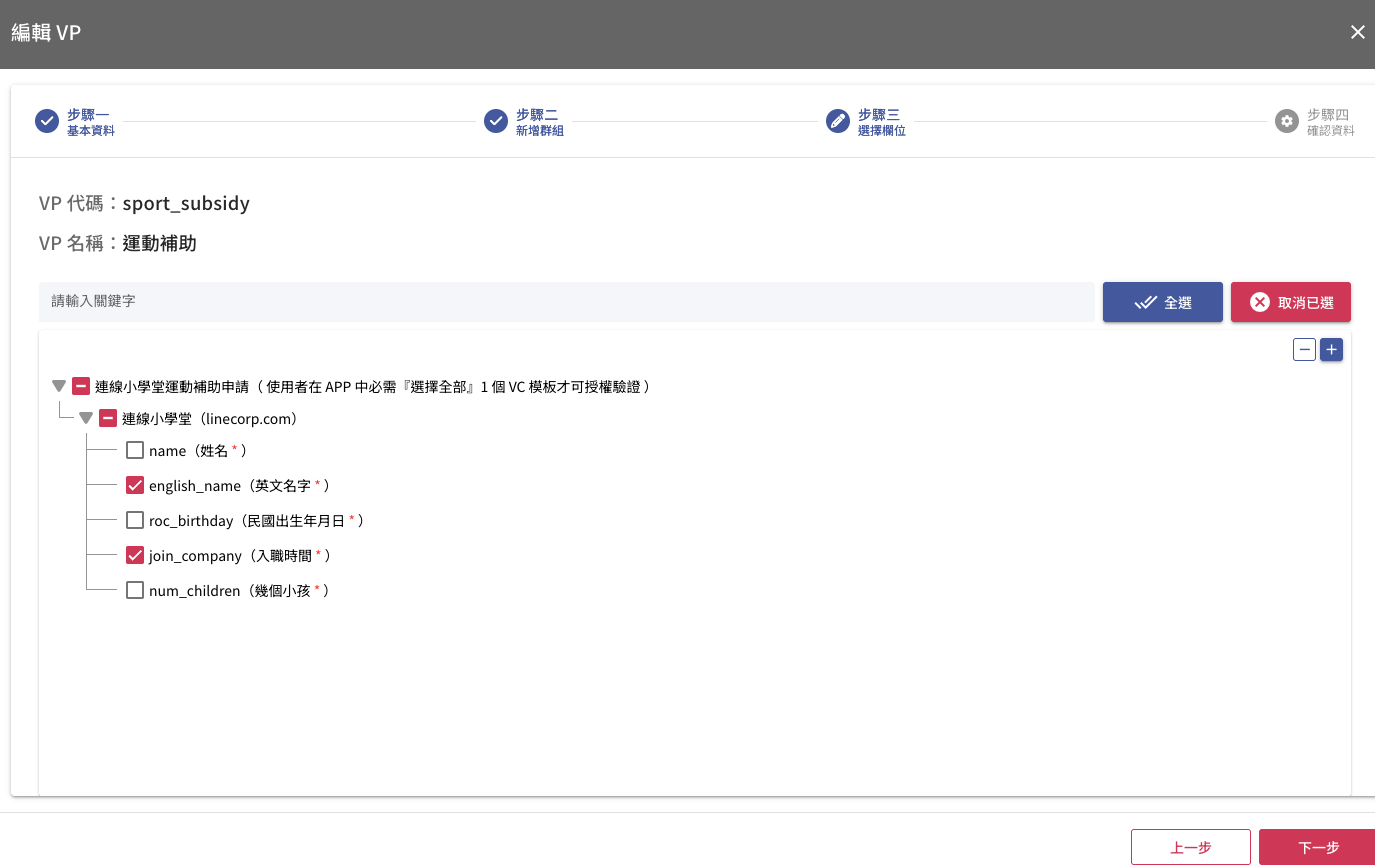 編輯 VP
步驟一
基本資料
步驟二
新增群組
步驟三
選擇欄位
步驟四
確認資料
VP 代碼：sport_subsidy
VP 名稱：運動補助
請輸入關鍵字
全選
取消已選
連線小學堂運動補助申請（ 使用者在 APP 中必需『選擇全部』1 個 VC 模板才可授權驗證 ）
連線小學堂（linecorp.com）
name（姓名 * ）
english_name（英文名字 * ）
roc_birthday（民國出生年月日 * ）
join_company（入職時間 * ）
num_children（幾個小孩 * ）
上一步
下一步